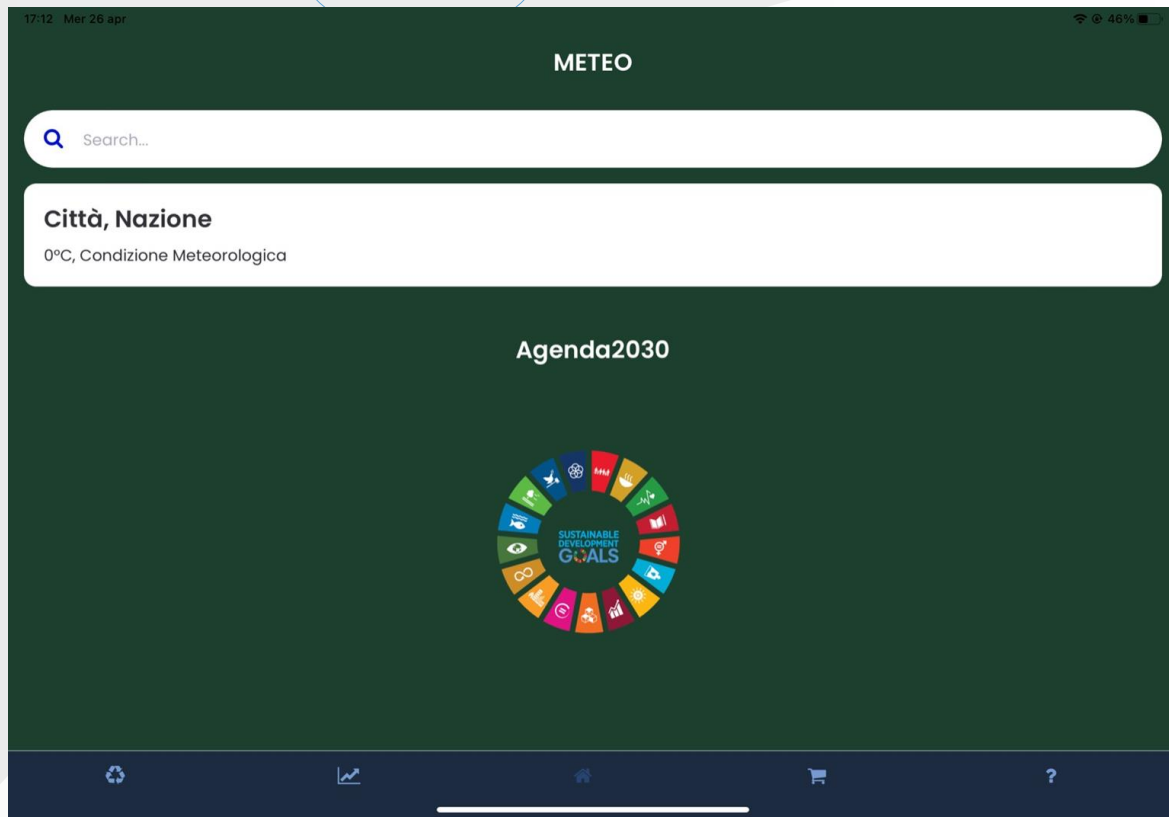 17:12 Mer 26 apr
46%
METEO
Search...
Città, Nazione
0°C, Condizione Meteorologica
Agenda2030
SUSTAINABLE
DEVELOPMENT
GOALS
?